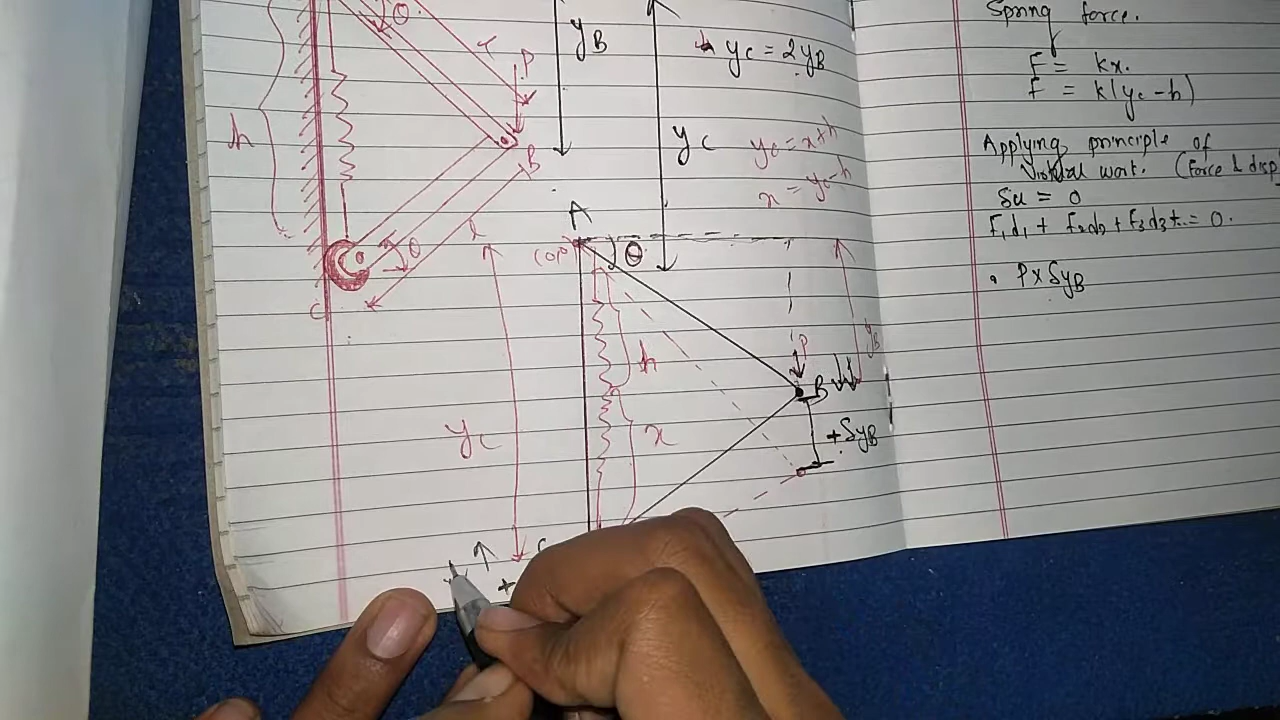 θ
h
P
B
l
θ
C
yB
yC = 2yB
yC
yC = x+h
x = yC-h
A
θ
h
P
yB
B
+δyB
yC
x
C
+
Spring force.
F = kx.
F = k(yc-h)
Applying principle of
Virtual work. (Force & disp
δu = 0
F1d1 + F2d2 + F3d3 += 0.
• P x δyB